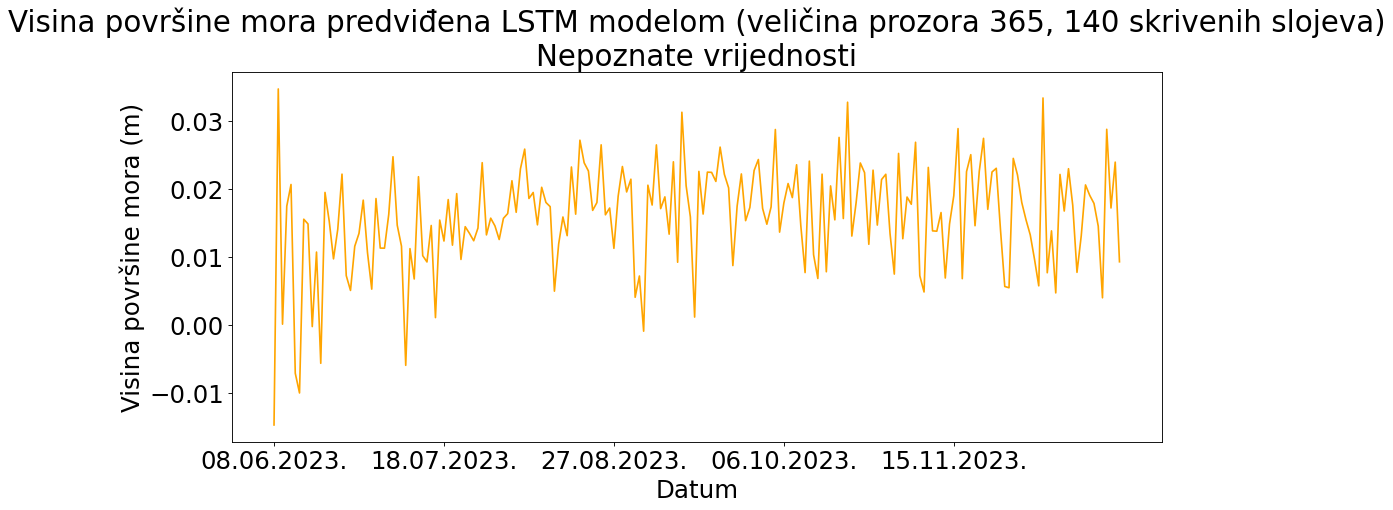 Visina površine mora predviđena LSTM modelom (veličina prozora 365, 140 skrivenih slojeva)
Nepoznate vrijednosti
Visina površine mora (m)
0.03
0.02
0.01
0.00
−0.01
08.06.2023. 18.07.2023. 27.08.2023. 06.10.2023. 15.11.2023.
Datum